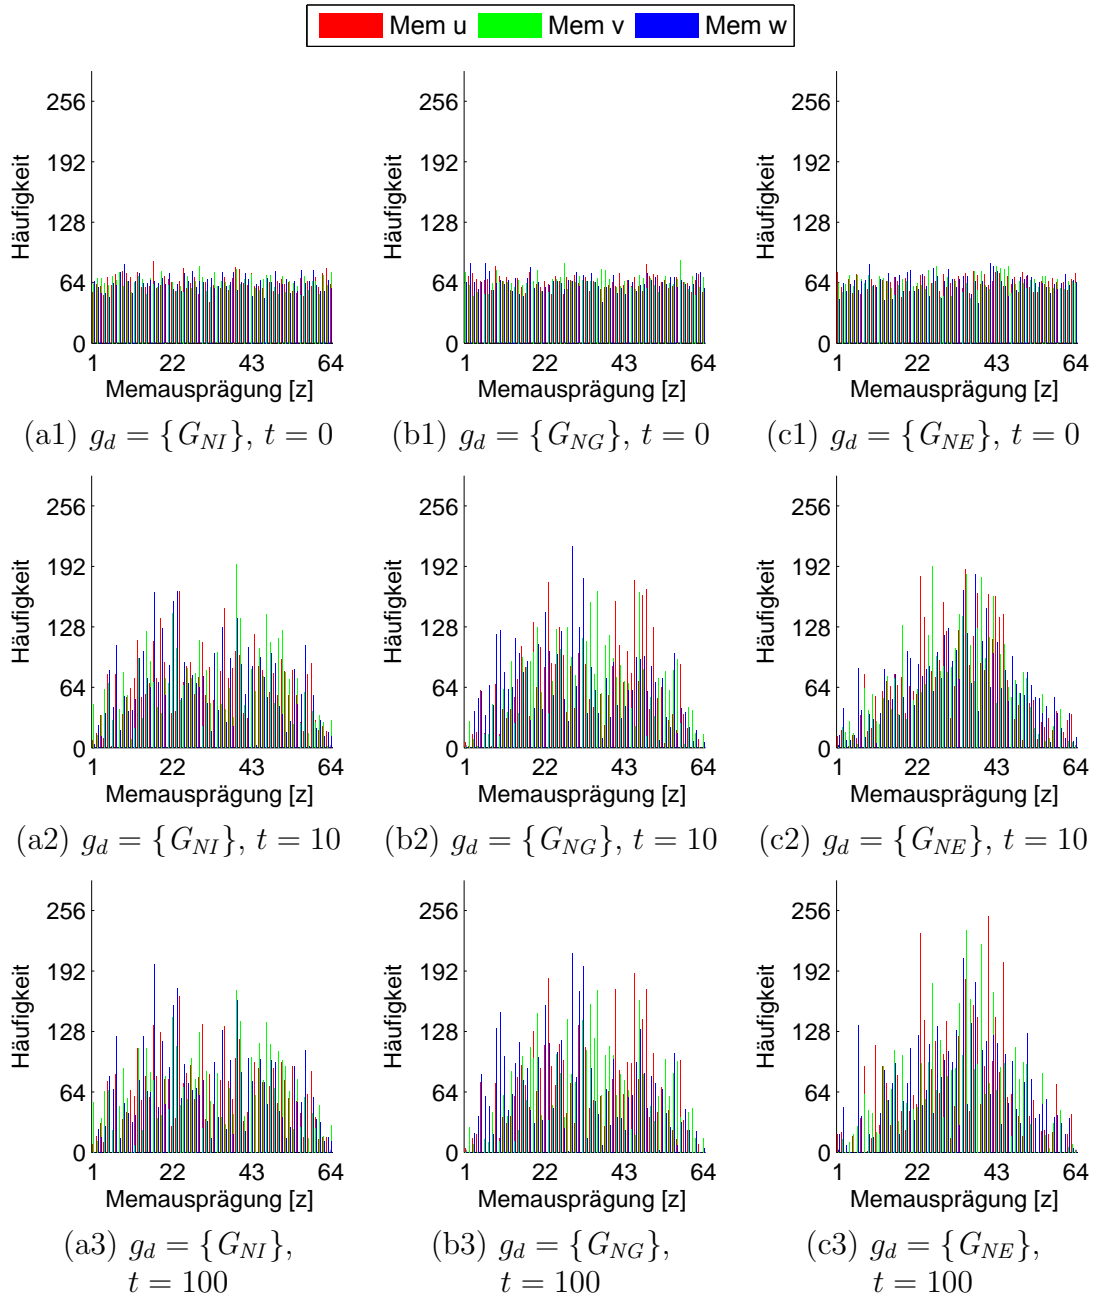 Mem u Mem v Mem w
256 256 256
192 192 192
128 128 128
64 64 64
0 0 0
Häufigkeit Häufigkeit Häufigkeit
1 22 43 64 1 22 43 64 1 22 43 64
Memausprägung [z] Memausprägung [z] Memausprägung [z]
(a1) g_d = {G_NI}, t = 0 (b1) g_d = {G_NG}, t = 0 (c1) g_d = {G_NE}, t = 0
256 256 256
192 192 192
128 128 128
64 64 64
0 0 0
Häufigkeit Häufigkeit Häufigkeit
1 22 43 64 1 22 43 64 1 22 43 64
Memausprägung [z] Memausprägung [z] Memausprägung [z]
(a2) g_d = {G_NI}, t = 10 (b2) g_d = {G_NG}, t = 10 (c2) g_d = {G_NE}, t = 10
256 256 256
192 192 192
128 128 128
64 64 64
0 0 0
Häufigkeit Häufigkeit Häufigkeit
1 22 43 64 1 22 43 64 1 22 43 64
Memausprägung [z] Memausprägung [z] Memausprägung [z]
(a3) g_d = {G_NI}, (b3) g_d = {G_NG}, (c3) g_d = {G_NE},
t = 100 t = 100 t = 100